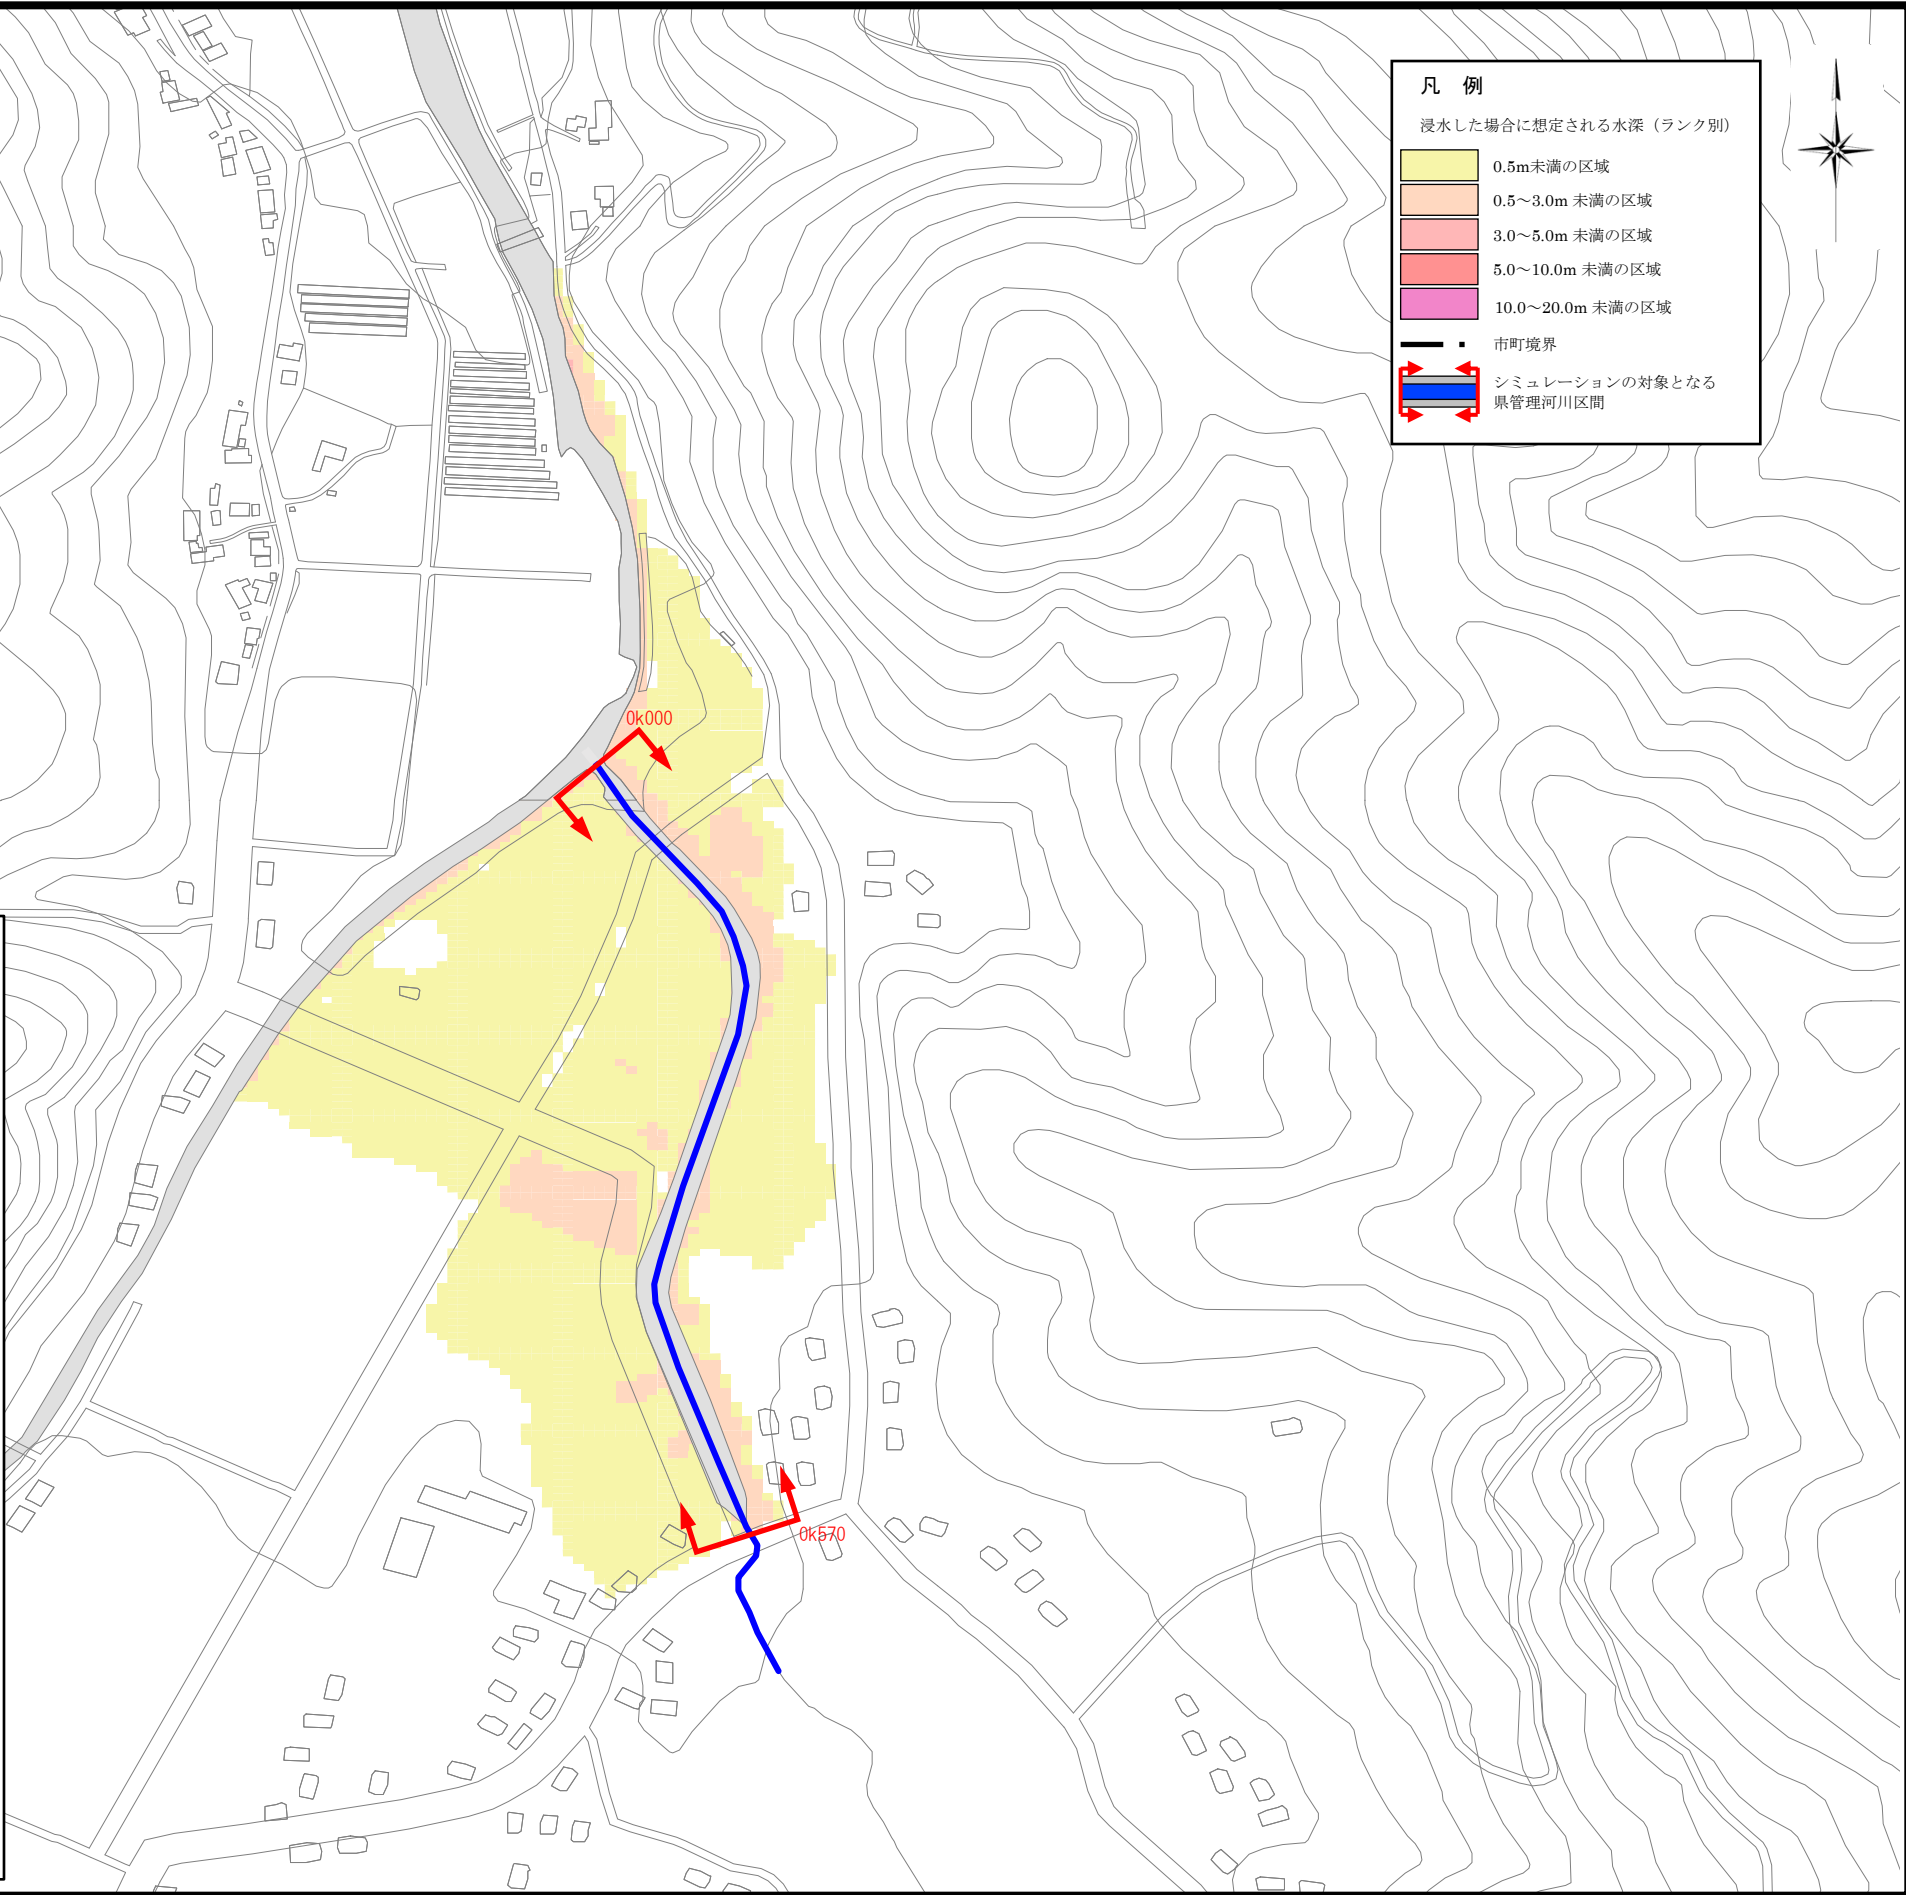 凡 例
浸水した場合に想定される水深（ランク別）
0.5m未満の区域
0.5～3.0m 未満の区域
3.0～5.0m 未満の区域
5.0～10.0m 未満の区域
10.0～20.0m 未満の区域
市町境界
シミュレーションの対象となる
県管理河川区間
0k000
0k570